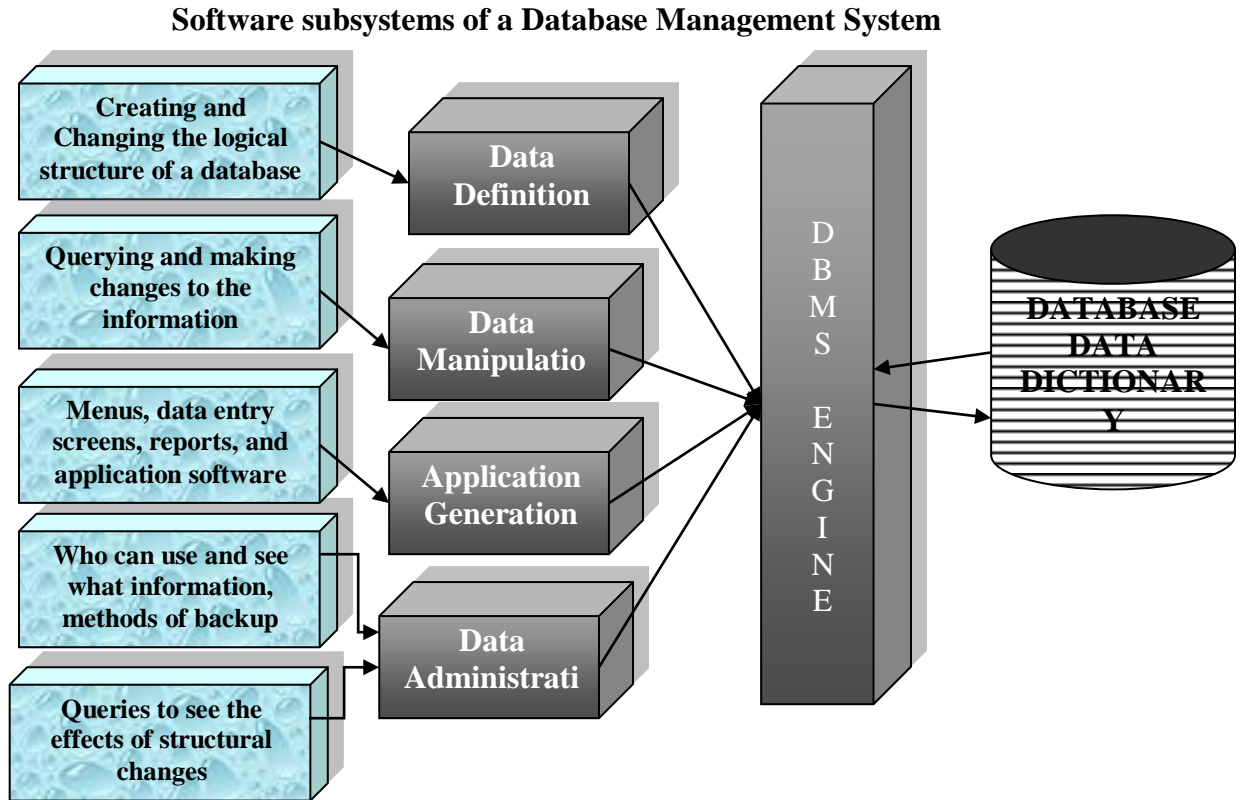 Software subsystems of a Database Management System
Creating and
Changing the logical
structure of a database
Data
Definition
Querying and making
changes to the
information
Data
Manipulatio
Menus, data entry
screens, reports, and
application software
Application
Generation
Who can use and see
what information,
methods of backup
Data
Administrati
Queries to see the
effects of structural
changes
D
B
M
S
E
N
G
I
N
E
DATABASE
DATA
DICTIONAR
Y